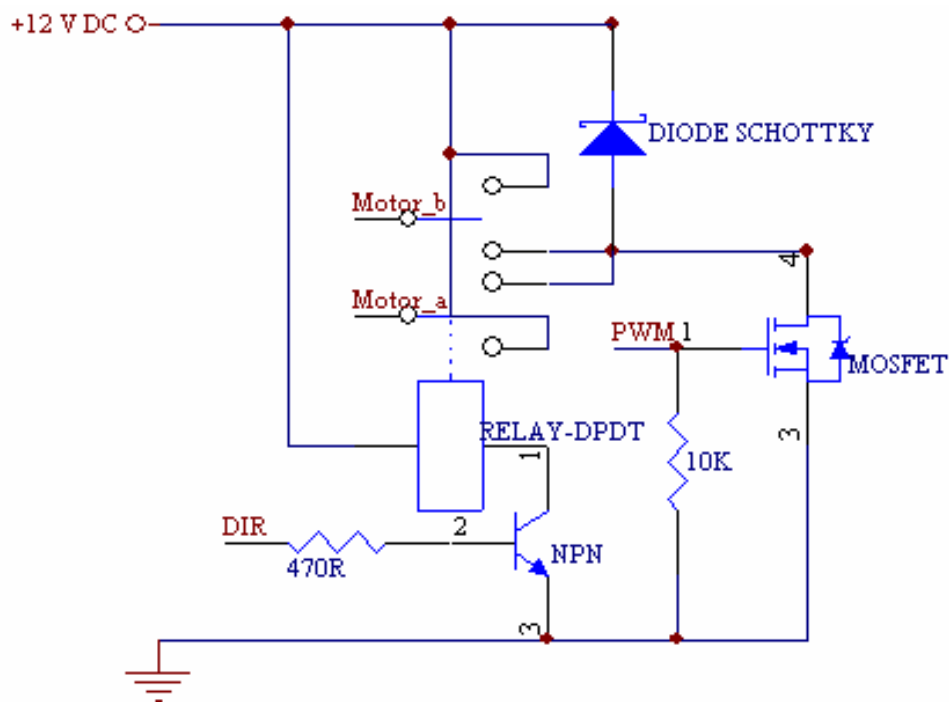 +12 V DC
DIODE SCHOTTKY
Motor_b
4
Motor_a
PWM 1
MOSFET
RELAY-DPDT
1
10K
3
DIR
2
470R
NPN
3